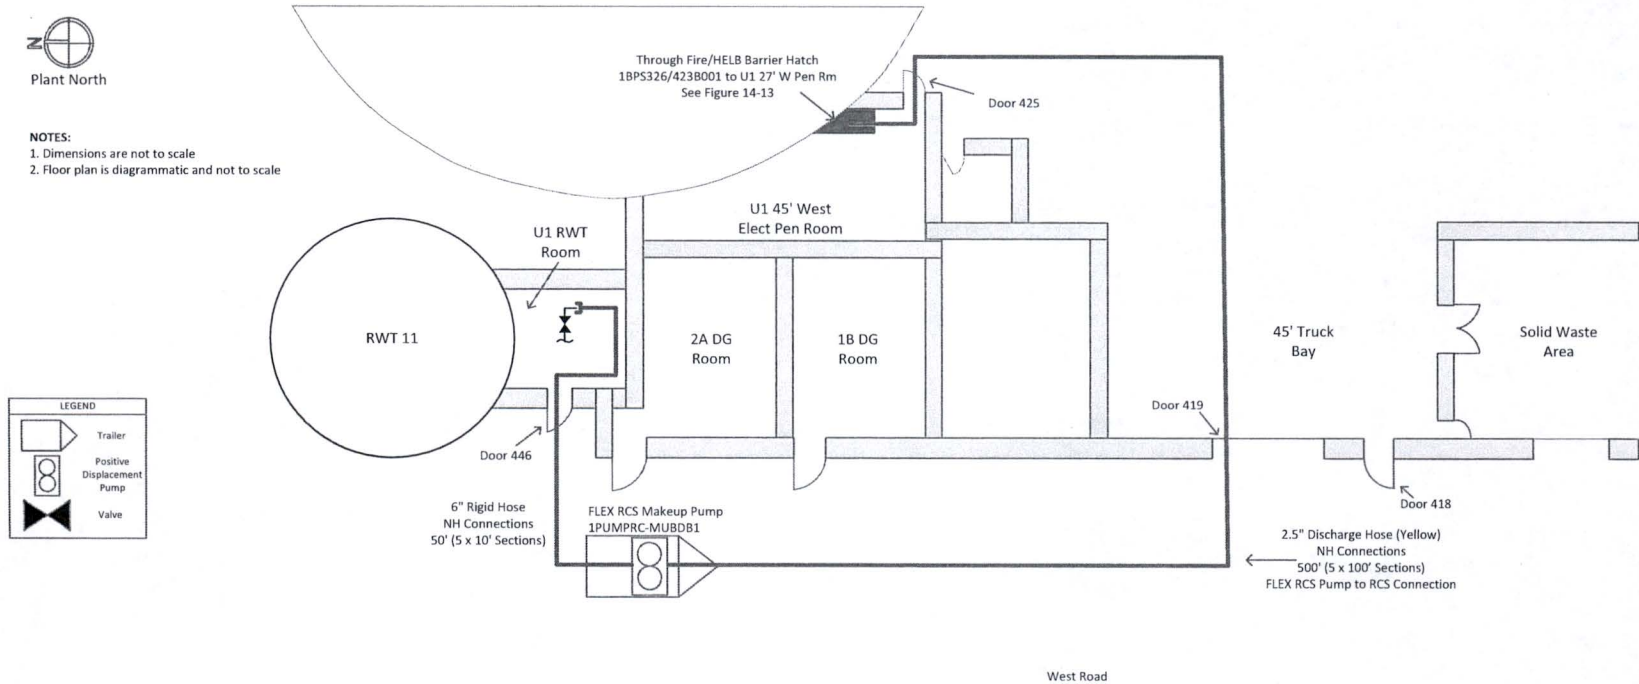 N
Plant North
NOTES:
1. Dimensions are not to scale
2. Floor plan is diagrammatic and not to scale
Through Fire/HELB Barrier Hatch
1BPS326/423B001 to U1 27' W Pen Rm
See Figure 14-13
Door 425
U1 45' West
Elect Pen Room
U1 RWT
Room
RWT 11
2A DG
Room
1B DG
Room
45' Truck
Bay
Solid Waste
Area
LEGEND
Trailer
Positive
Displacement
Pump
Valve
Door 446
Door 419
Door 418
6" Rigid Hose
NH Connections
50' (5 x 10' Sections)
FLEX RCS Makeup Pump
1PUMPRC-MUBDB1
2.5" Discharge Hose (Yellow)
NH Connections
500' (5 x 100' Sections)
FLEX RCS Pump to RCS Connection
West Road